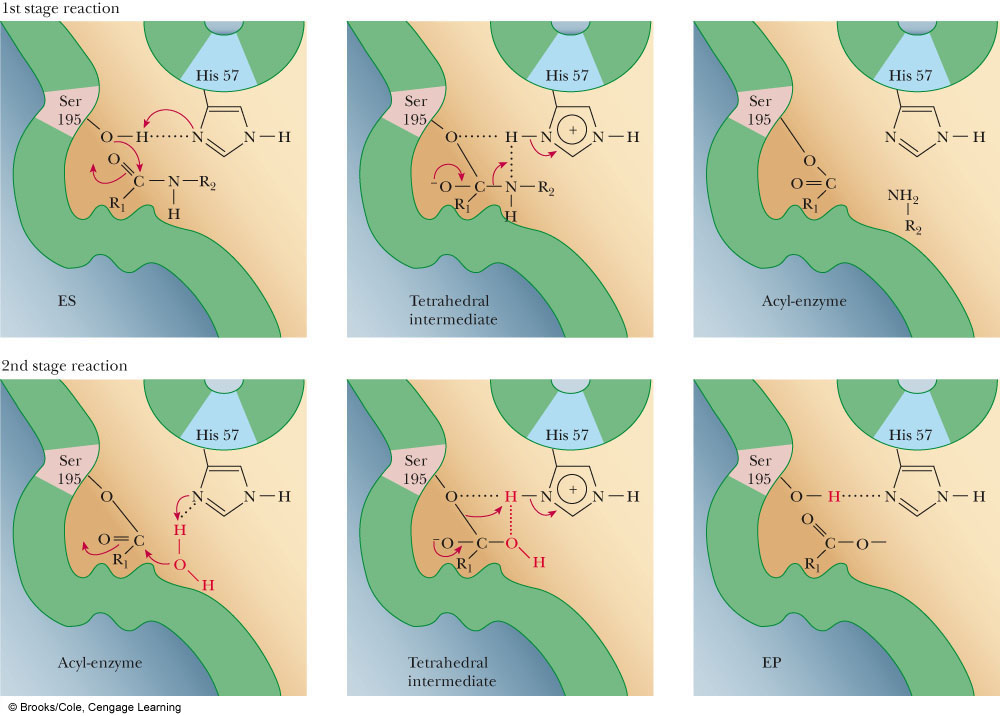 1st stage reaction
His 57
Ser
195
O—H
N
N—H
O
C—N—R2
R1
H
ES
His 57
Ser
195
O
H—N
+
N—H
−O—C—N—R2
R1
H
Tetrahedral
intermediate
His 57
Ser
195
N
N—H
O
O=C
R1
NH2
R2
Acyl-enzyme
2nd stage reaction
His 57
Ser
195
O
N
N—H
H
O=C
R1
O
H
Acyl-enzyme
His 57
Ser
195
O
H—N
+
N—H
−O—C—O
R1
H
Tetrahedral
intermediate
His 57
Ser
195
O—H
N
N—H
O
C—O—
R1
EP
© Brooks/Cole, Cengage Learning